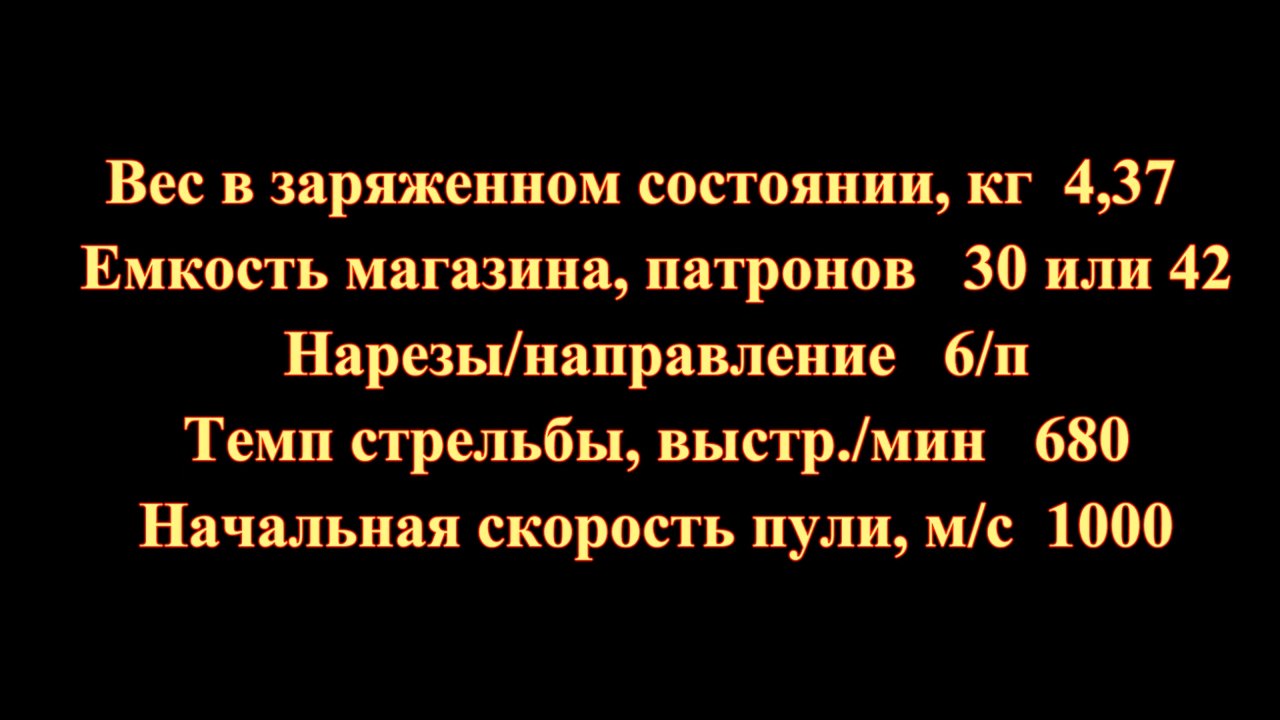 Вес в заряженном состоянии, кг 4,37
Емкость магазина, патронов 30 или 42
Нарезы/направление 6/п
Темп стрельбы, выстр./мин 680
Начальная скорость пули, м/с 1000